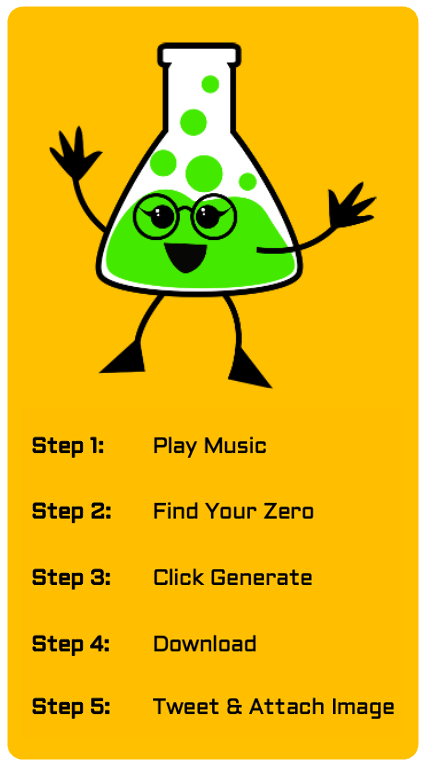 Step 1: Play Music
Step 2: Find Your Zero
Step 3: Click Generate
Step 4: Download
Step 5: Tweet & Attach Image